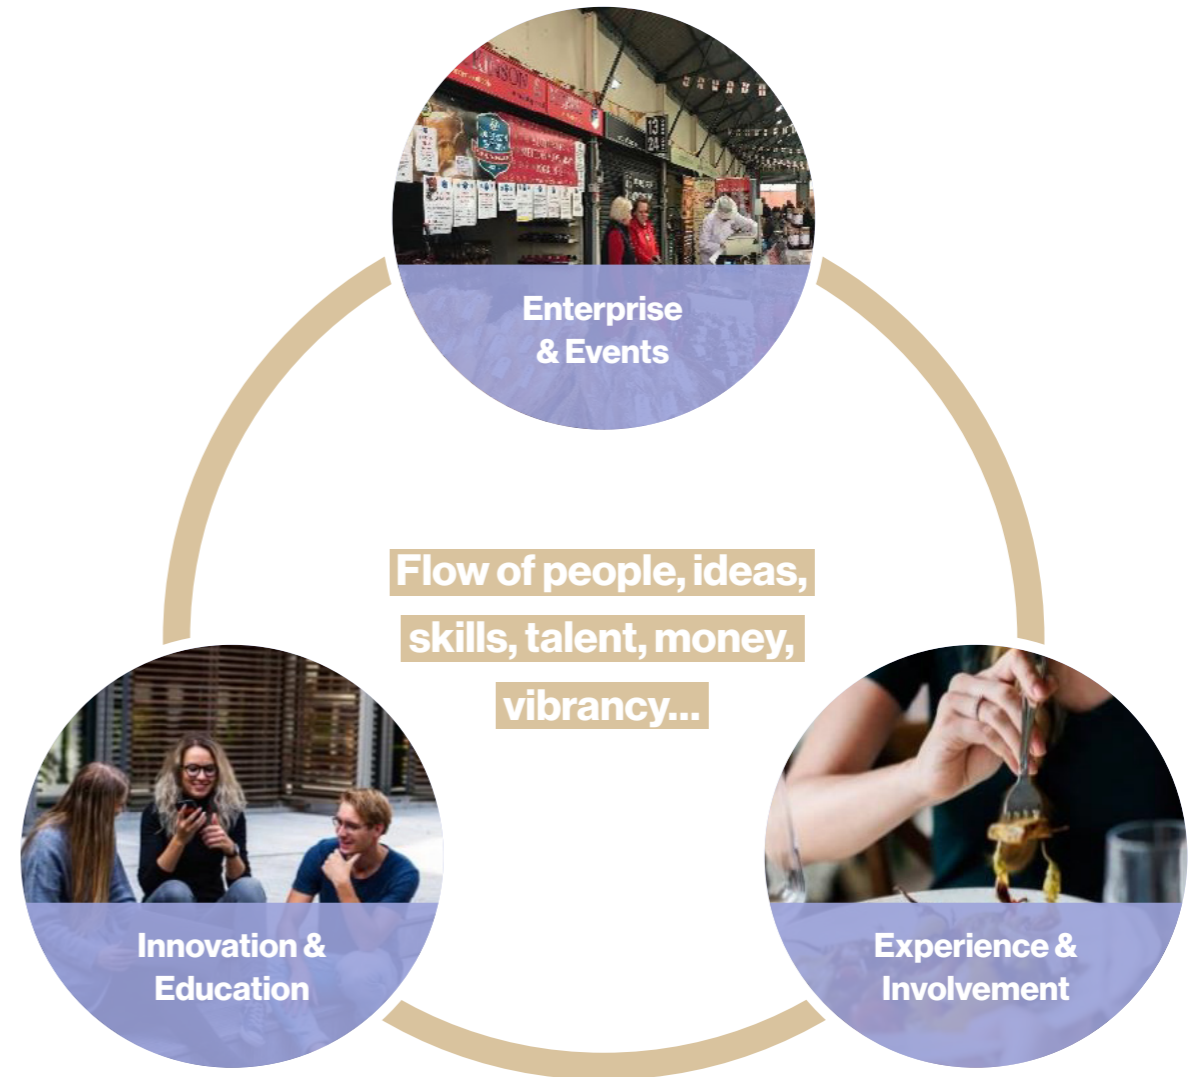 Enterprise
& Events
Flow of people, ideas,
skills, talent, money,
vibrancy...
Innovation &
Education
Experience &
Involvement